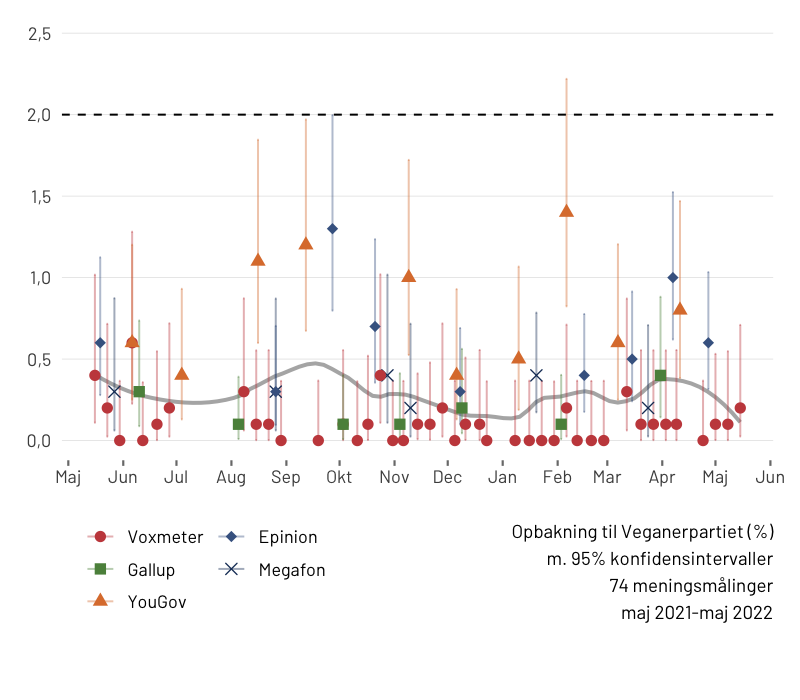 2,5
2,0
1,5
1,0
0,5
0,0
Maj Jun Jul Aug Sep Okt Nov Dec Jan Feb Mar Apr Maj Jun
Voxmeter Epinion
Gallup Megafon
YouGov
Opbakning til Veganerpartiet (%)
m. 95% konfidensintervaller
74 meningsmålinger
maj 2021-maj 2022